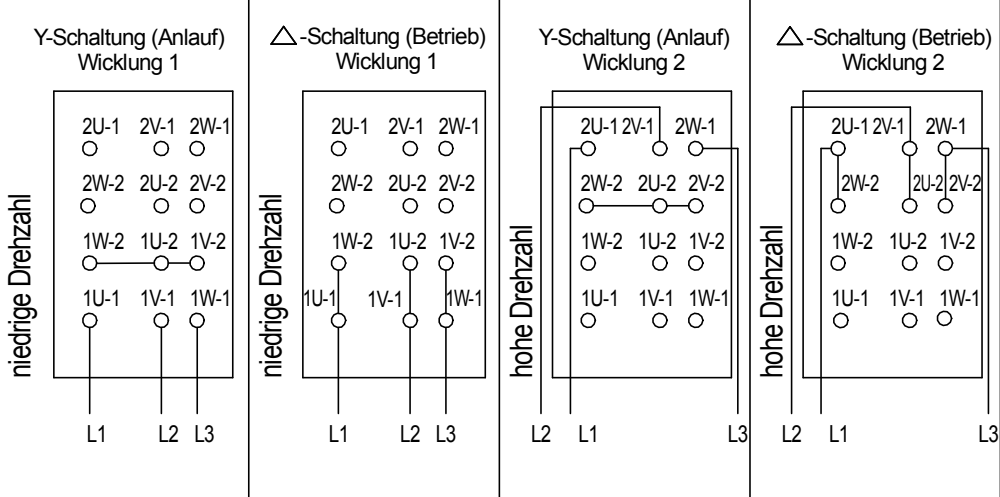 Y-Schaltung (Anlauf)
Wicklung 1
2U-1 2V-1 2W-1
2W-2 2U-2 2V-2
1W-2 1U-2 1V-2
1U-1 1V-1 1W-1
niedrige Drehzahl
L1 L2 L3
△-Schaltung (Betrieb)
Wicklung 1
2U-1 2V-1 2W-1
2W-2 2U-2 2V-2
1W-2 1U-2 1V-2
1U-1 1V-1 1W-1
niedrige Drehzahl
L1 L2 L3
Y-Schaltung (Anlauf)
Wicklung 2
2U-1 2V-1 2W-1
2W-2 2U-2 2V-2
1W-2 1U-2 1V-2
1U-1 1V-1 1W-1
hohe Drehzahl
L2 L1 L3
△-Schaltung (Betrieb)
Wicklung 2
2U-1 2V-1 2W-1
2W-2 2U-2 2V-2
1W-2 1U-2 1V-2
1U-1 1V-1 1W-1
hohe Drehzahl
L2 L1 L3